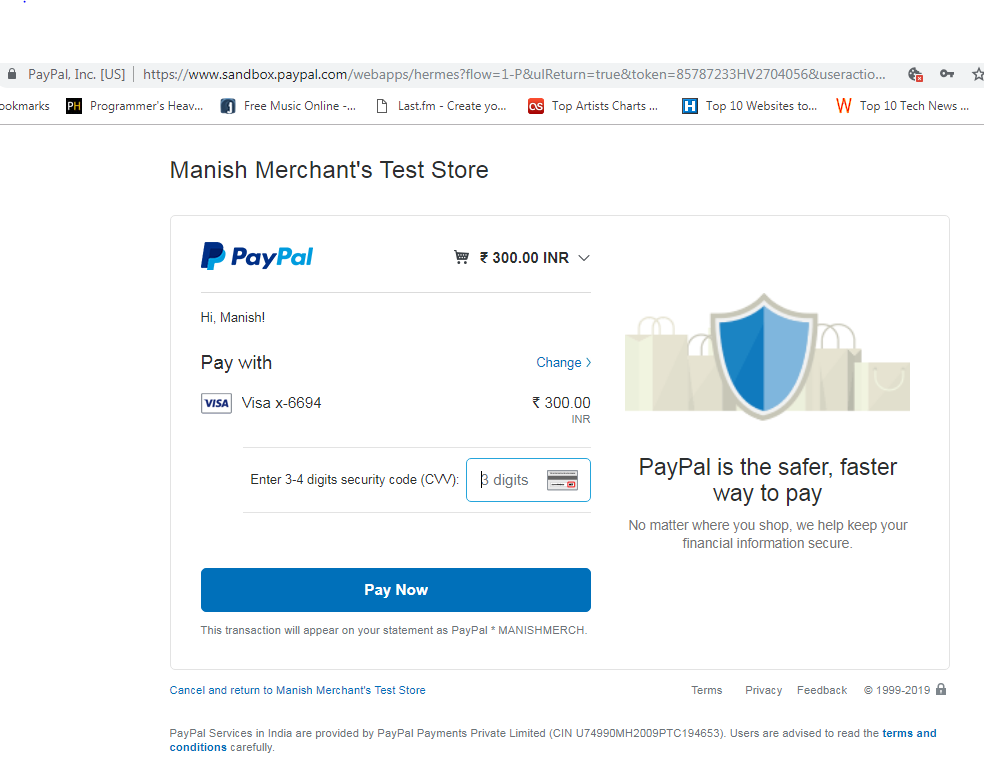 PayPal, Inc. [US] https://www.sandbox.paypal.com/webapps/hermes?flow=1-P&ulReturn=true&token=85787233HV2704056&useractio...
ookmarks PH Programmer's Heav... Free Music Online -... Last.fm - Create yo... Top Artists Charts ... H Top 10 Websites to... W Top 10 Tech News ...
Manish Merchant's Test Store
PayPal
₹ 300.00 INR
Hi, Manish!
Pay with
Change
VISA Visa x-6694
₹ 300.00
INR
Enter 3-4 digits security code (CVV):
3 digits
Pay Now
This transaction will appear on your statement as PayPal * MANISHMERCH.
PayPal is the safer, faster
way to pay
No matter where you shop, we help keep your
financial information secure.
Cancel and return to Manish Merchant's Test Store
Terms Privacy Feedback © 1999-2019
PayPal Services in India are provided by PayPal Payments Private Limited (CIN U74990MH2009PTC194653). Users are advised to read the terms and
conditions carefully.